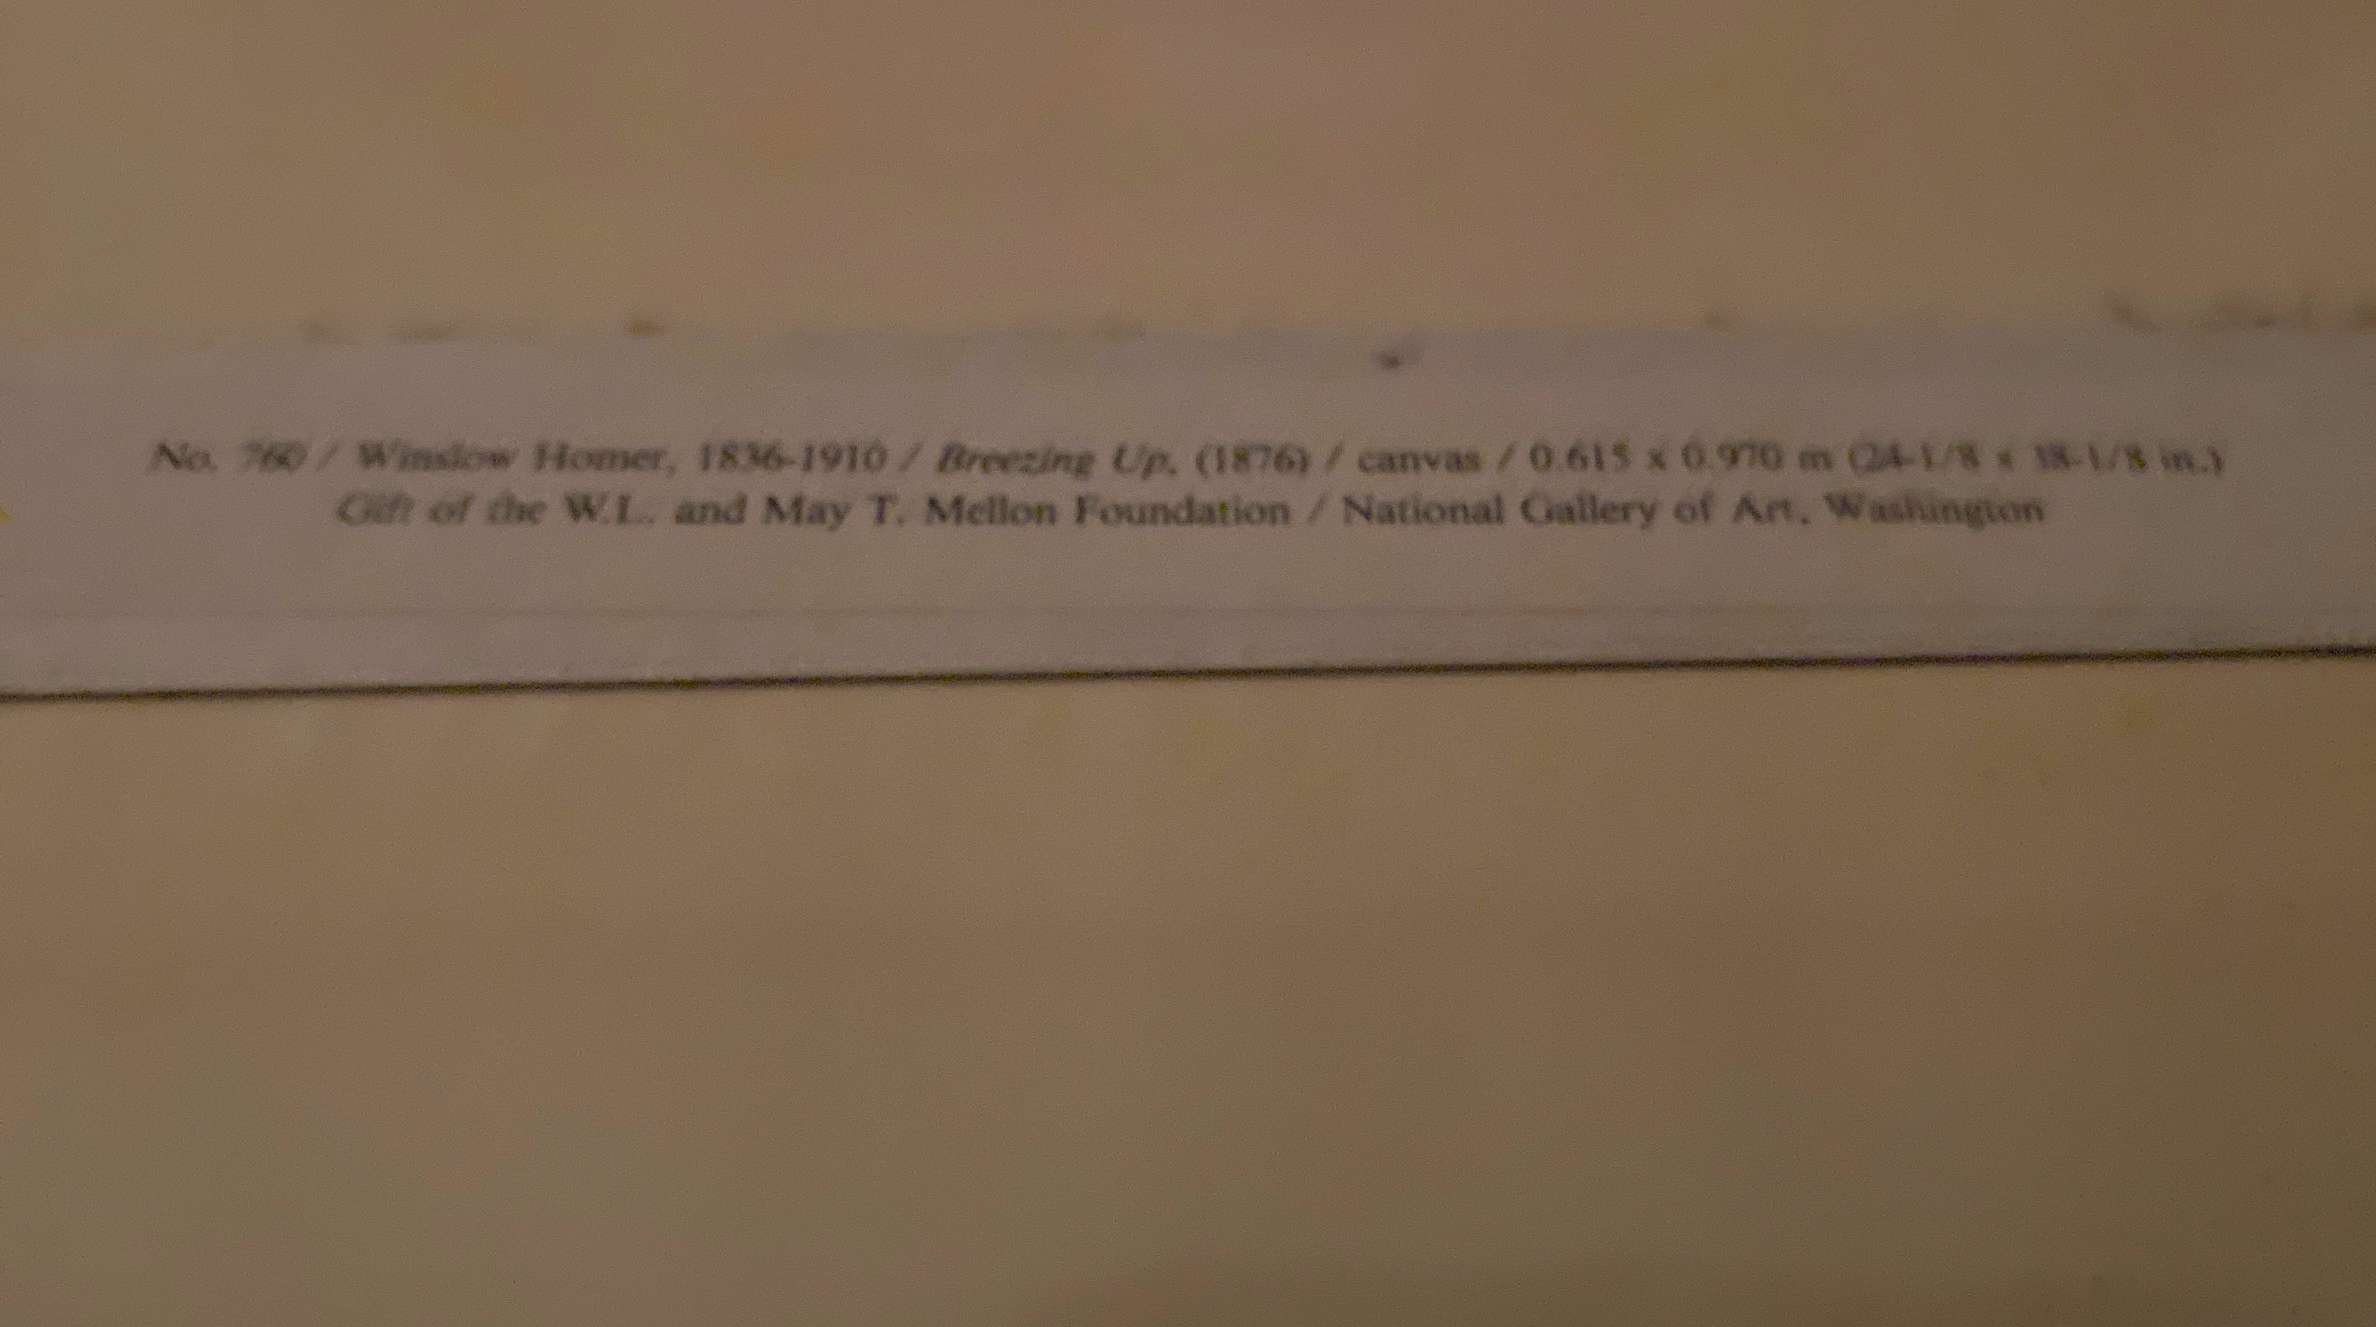 No. 760 / Winslow Homer, 1836-1910 / Breezing Up, (1876) / canvas / 0.615 x 0.970 m (24-1/8 x 38-1/8 in.)
Gift of the W.L. and May T. Mellon Foundation / National Gallery of Art, Washington